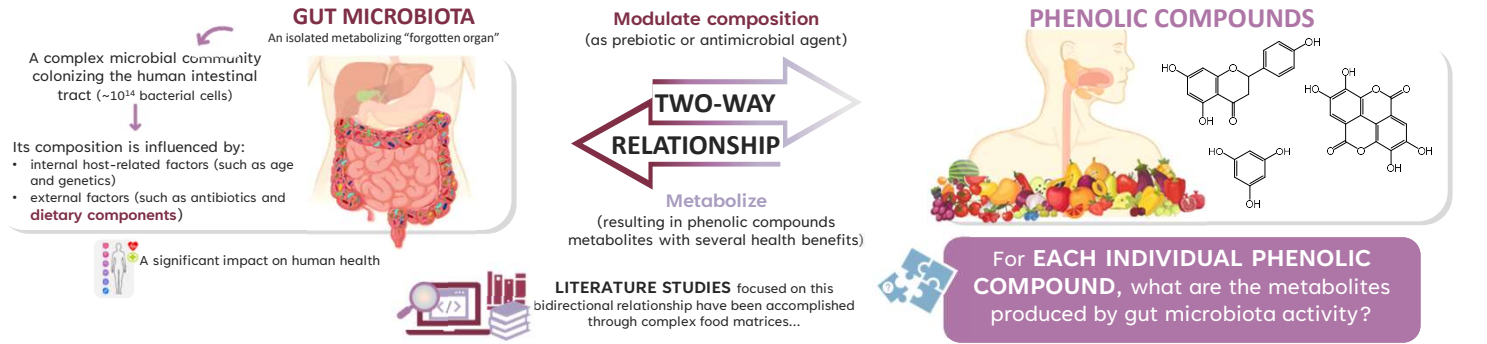 GUT MICROBIOTA
An isolated metabolizing “forgotten organ”
A complex microbial community
colonizing the human intestinal
tract (~10¹⁴ bacterial cells)
Its composition is influenced by:
• internal host-related factors (such as age
and genetics)
• external factors (such as antibiotics and
dietary components)
A significant impact on human health
Modulate composition
(as prebiotic or antimicrobial agent)
TWO-WAY
RELATIONSHIP
Metabolize
(resulting in phenolic compounds
metabolites with several health benefits)
</>
LITERATURE STUDIES focused on this
bidirectional relationship have been accomplished
through complex food matrices...
PHENOLIC COMPOUNDS
OH
HO
O
OH
O
OH
HO
O
O
O
O
OH
OH
HO
OH
OH
?
For EACH INDIVIDUAL PHENOLIC
COMPOUND, what are the metabolites
produced by gut microbiota activity?